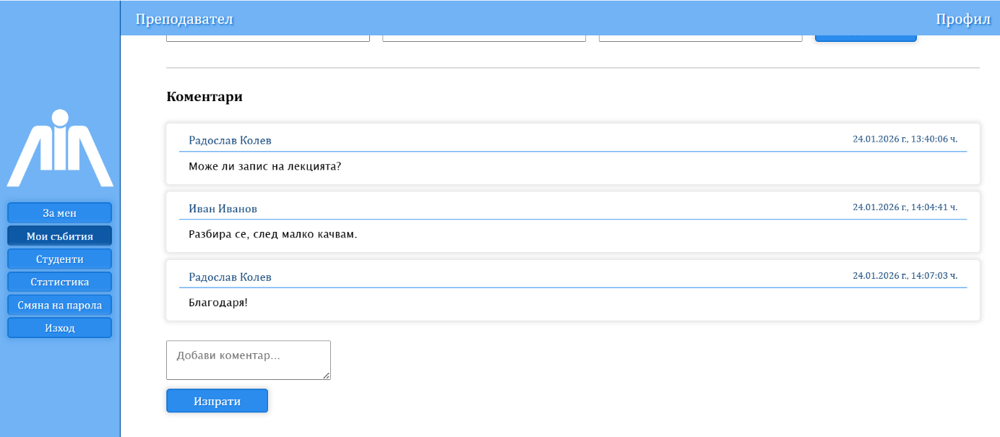 Преподавател
Профил
Коментари
Радослав Колев
24.01.2026 г., 13:40:06 ч.
Може ли запис на лекцията?
Иван Иванов
24.01.2026 г., 14:04:41 ч.
Разбира се, след малко качвам.
Радослав Колев
24.01.2026 г., 14:07:03 ч.
Благодаря!
Добави коментар...
Изпрати
За мен
Мои събития
Студенти
Статистика
Смяна на парола
Изход